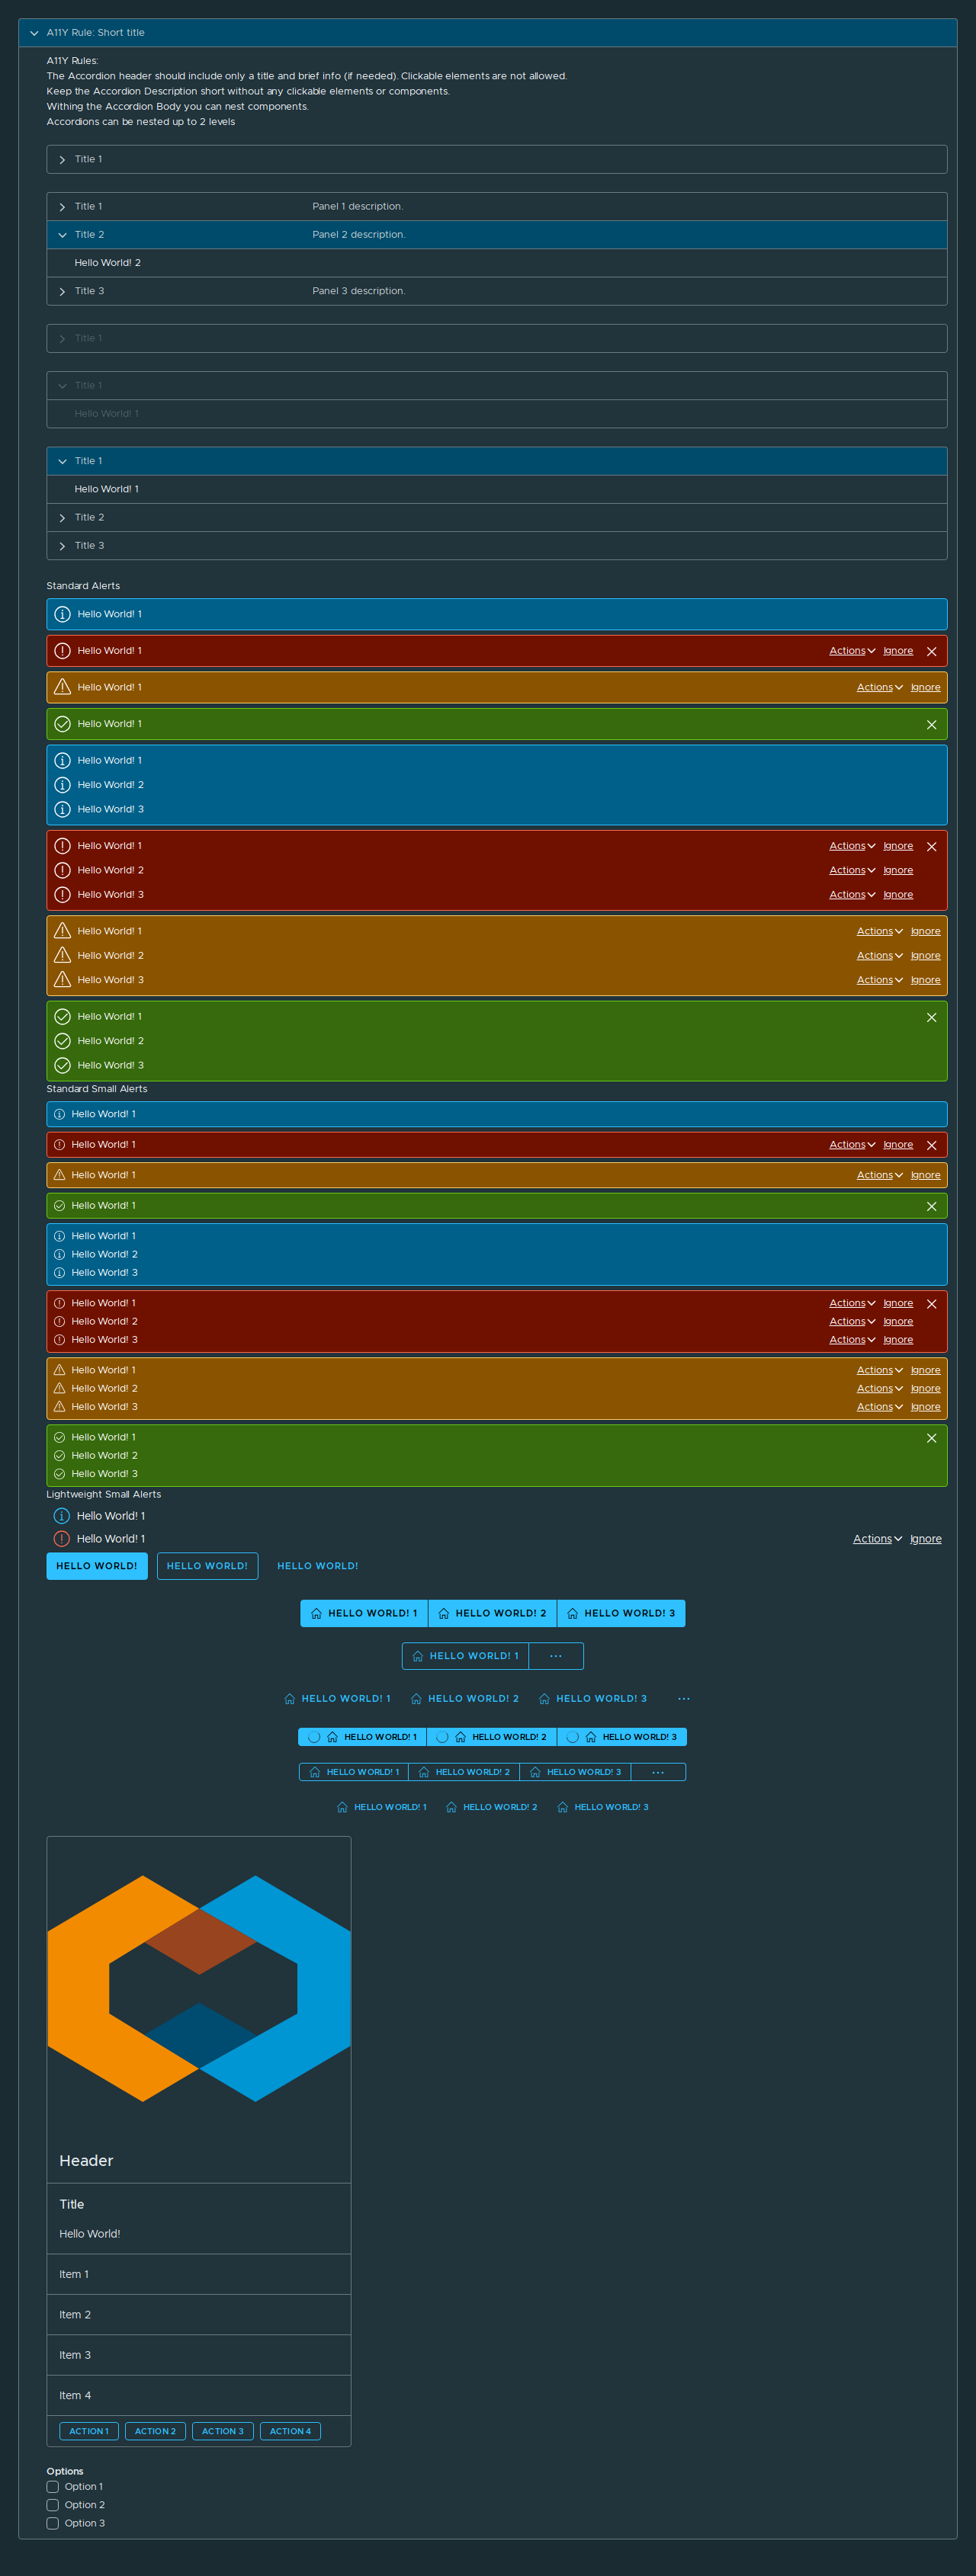 A11Y Rule: Short title
A11Y Rules:
The Accordion header should include only a title and brief info (if needed). Clickable elements are not allowed.
Keep the Accordion Description short without any clickable elements or components.
Withing the Accordion Body you can nest components.
Accordions can be nested up to 2 levels
Title 1
Title 1 Panel 1 description.
Title 2 Panel 2 description.
Hello World! 2
Title 3 Panel 3 description.
Title 1
Title 1
Hello World! 1
Title 1
Hello World! 1
Title 2
Title 3
Standard Alerts
Hello World! 1
Hello World! 1 Actions Ignore
Hello World! 1 Actions Ignore
Hello World! 1
Hello World! 1
Hello World! 2
Hello World! 3
Hello World! 1 Actions Ignore
Hello World! 2 Actions Ignore
Hello World! 3 Actions Ignore
Hello World! 1 Actions Ignore
Hello World! 2 Actions Ignore
Hello World! 3 Actions Ignore
Hello World! 1
Hello World! 2
Hello World! 3
Standard Small Alerts
Hello World! 1
Hello World! 1 Actions Ignore
Hello World! 1 Actions Ignore
Hello World! 1
Hello World! 1
Hello World! 2
Hello World! 3
Hello World! 1 Actions Ignore
Hello World! 2 Actions Ignore
Hello World! 3 Actions Ignore
Hello World! 1 Actions Ignore
Hello World! 2 Actions Ignore
Hello World! 3 Actions Ignore
Hello World! 1
Hello World! 2
Hello World! 3
Lightweight Small Alerts
Hello World! 1
Hello World! 1 Actions Ignore
HELLO WORLD! HELLO WORLD! HELLO WORLD!
HELLO WORLD! 1 HELLO WORLD! 2 HELLO WORLD! 3
HELLO WORLD! 1 ...
HELLO WORLD! 1 HELLO WORLD! 2 HELLO WORLD! 3 ...
HELLO WORLD! 1 HELLO WORLD! 2 HELLO WORLD! 3
HELLO WORLD! 1 HELLO WORLD! 2 HELLO WORLD! 3 ...
HELLO WORLD! 1 HELLO WORLD! 2 HELLO WORLD! 3
Header
Title
Hello World!
Item 1
Item 2
Item 3
Item 4
ACTION 1 ACTION 2 ACTION 3 ACTION 4
Options
Option 1
Option 2
Option 3